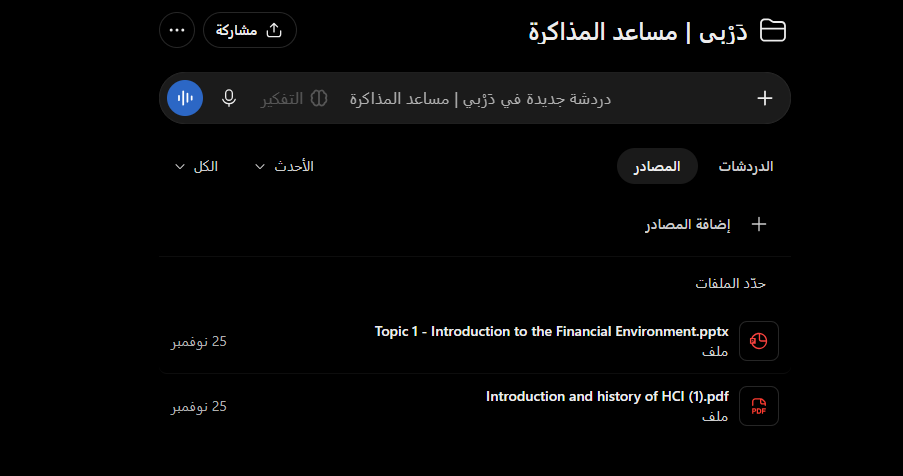 دَرْبي | مساعد المذاكرة
مشاركة
دردشة جديدة في دَرْبي | مساعد المذاكرة
التفكير
الدردشات
المصادر
الأحدث
الكل
إضافة المصادر
حدّد الملفات
Topic 1 - Introduction to the Financial Environment.pptx
ملف
25 نوفمبر
Introduction and history of HCI (1).pdf
ملف
25 نوفمبر
PDF